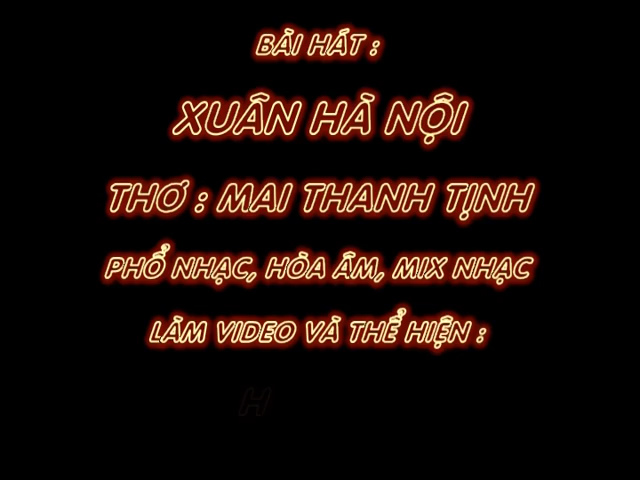 BÀI HÁT :
XUÂN HÀ NỘI
THƠ : MAI THANH TỊNH
PHỔ NHẠC, HÒA ÂM, MIX NHẠC
LÀM VIDEO VÀ THỂ HIỆN :
H